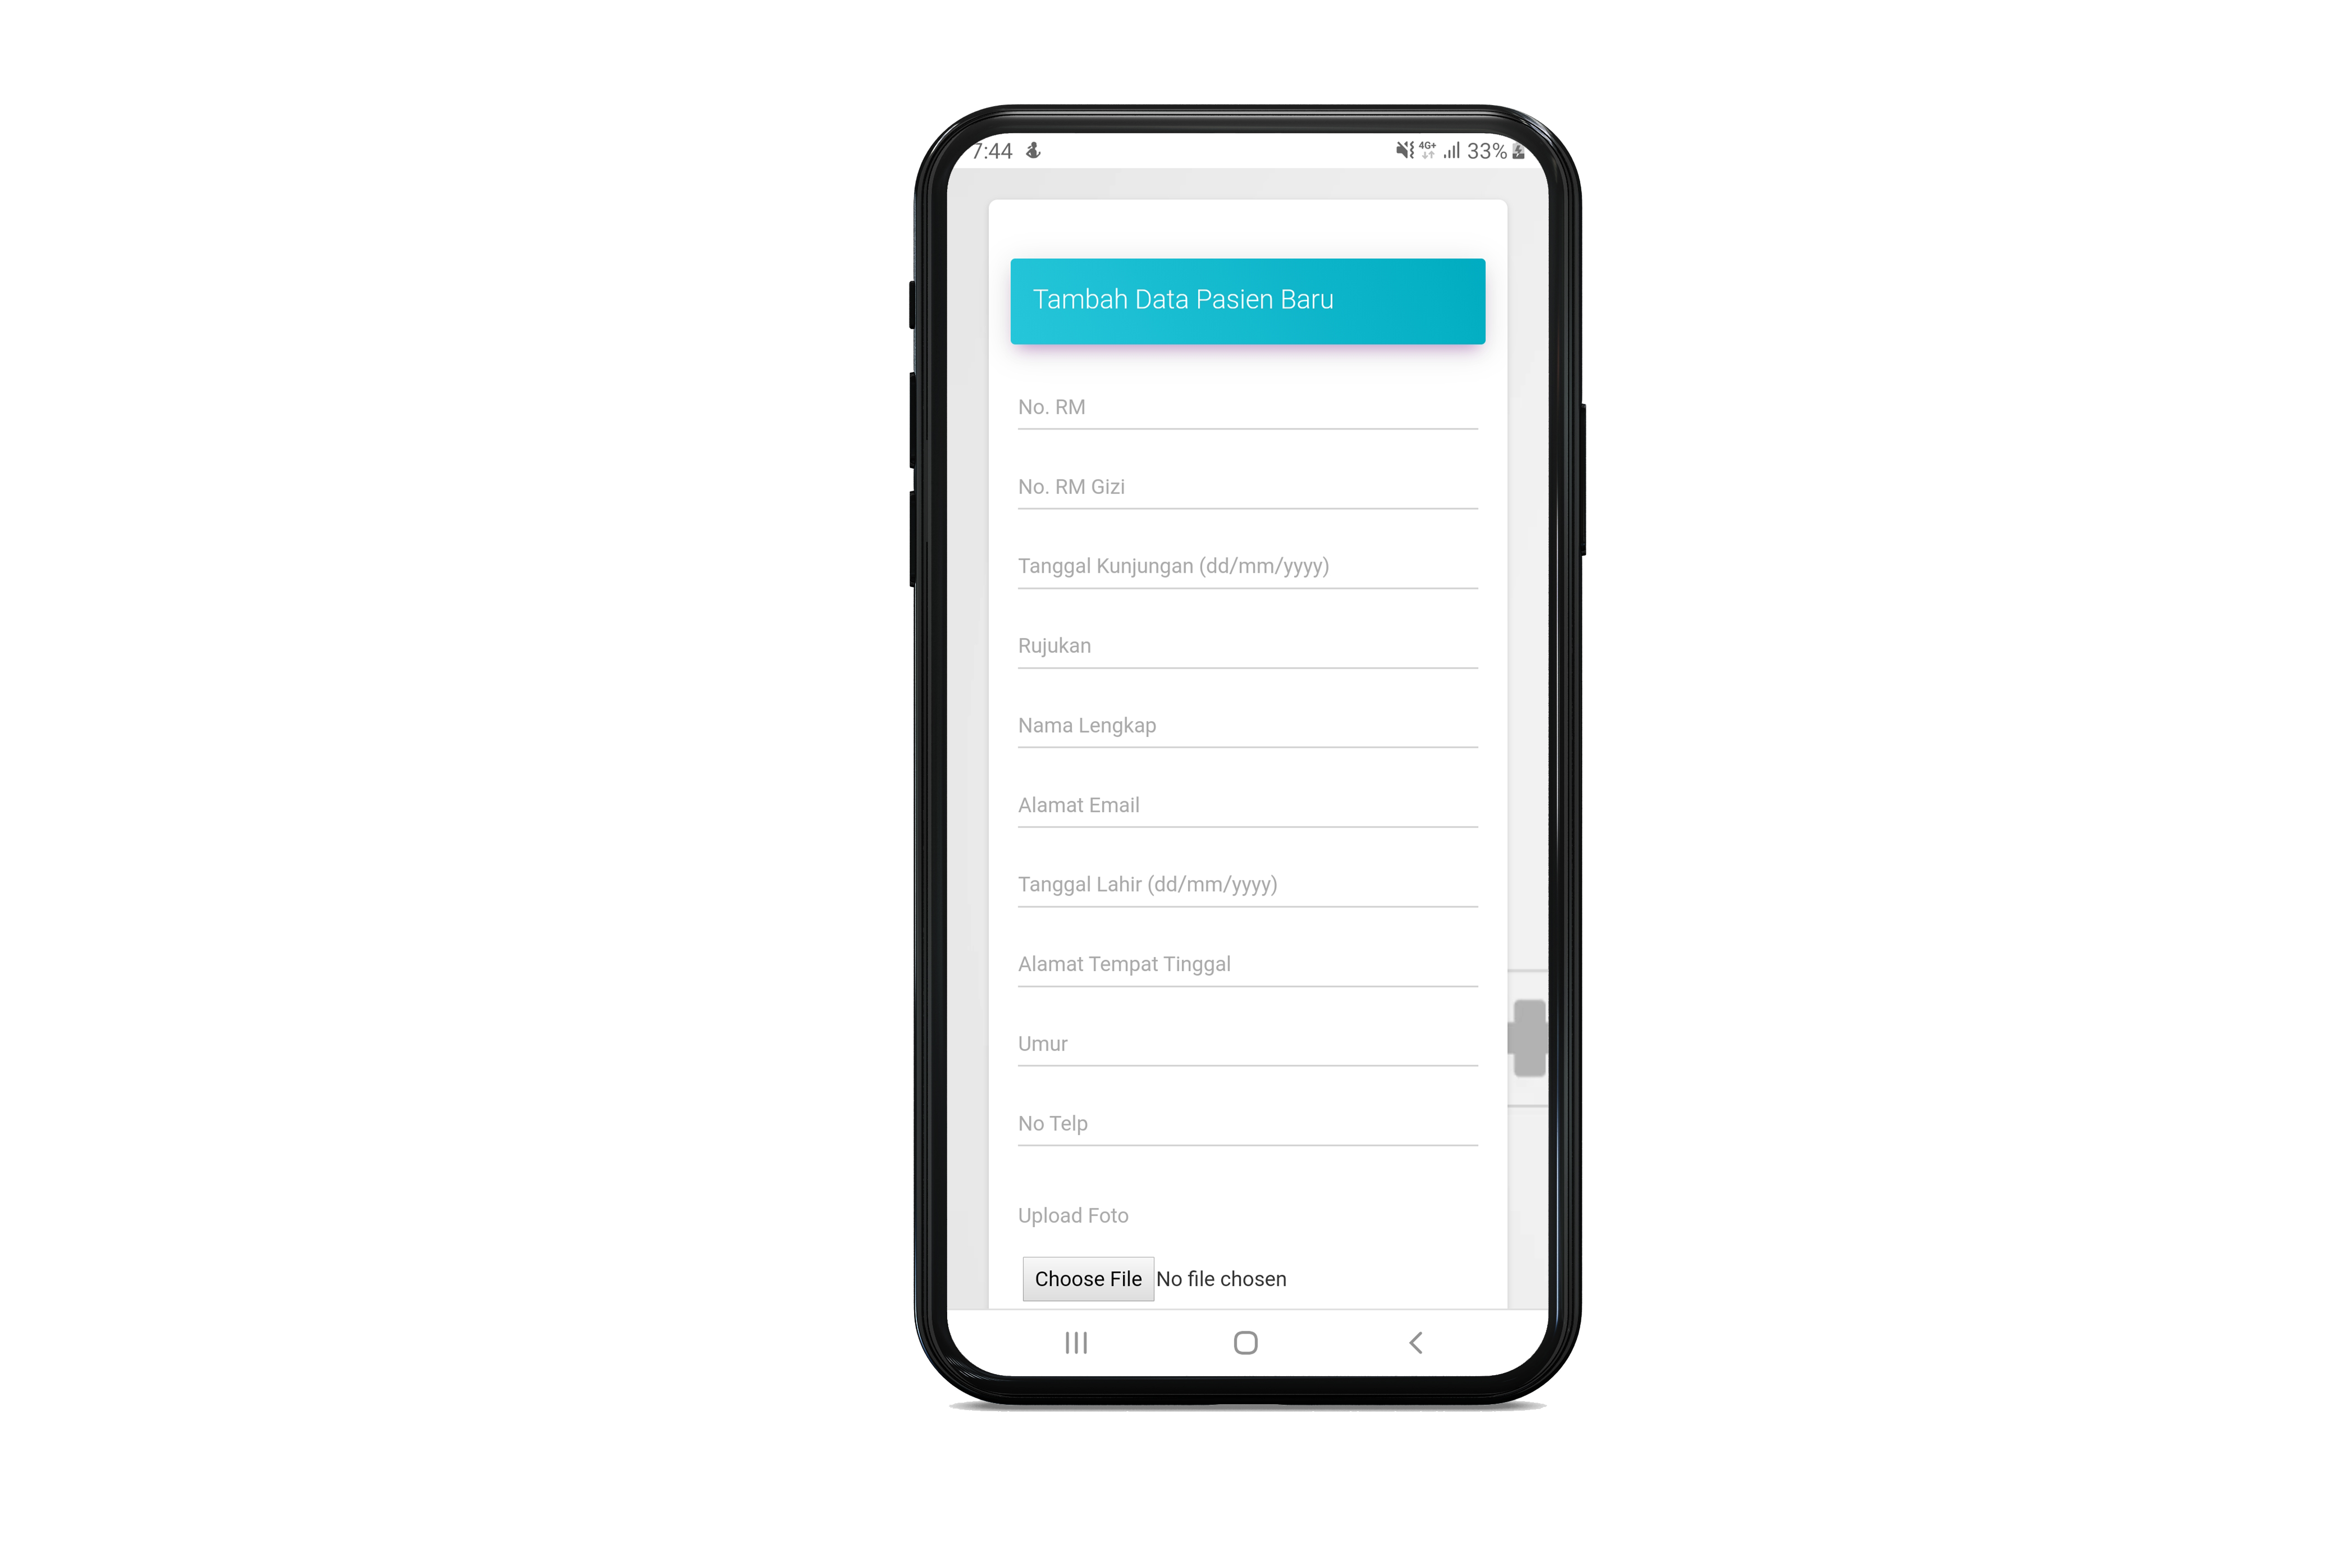 7:44 4G+ 33%
Tambah Data Pasien Baru
No. RM
No. RM Gizi
Tanggal Kunjungan (dd/mm/yyyy)
Rujukan
Nama Lengkap
Alamat Email
Tanggal Lahir (dd/mm/yyyy)
Alamat Tempat Tinggal
Umur
No Telp
Upload Foto
Choose File No file chosen